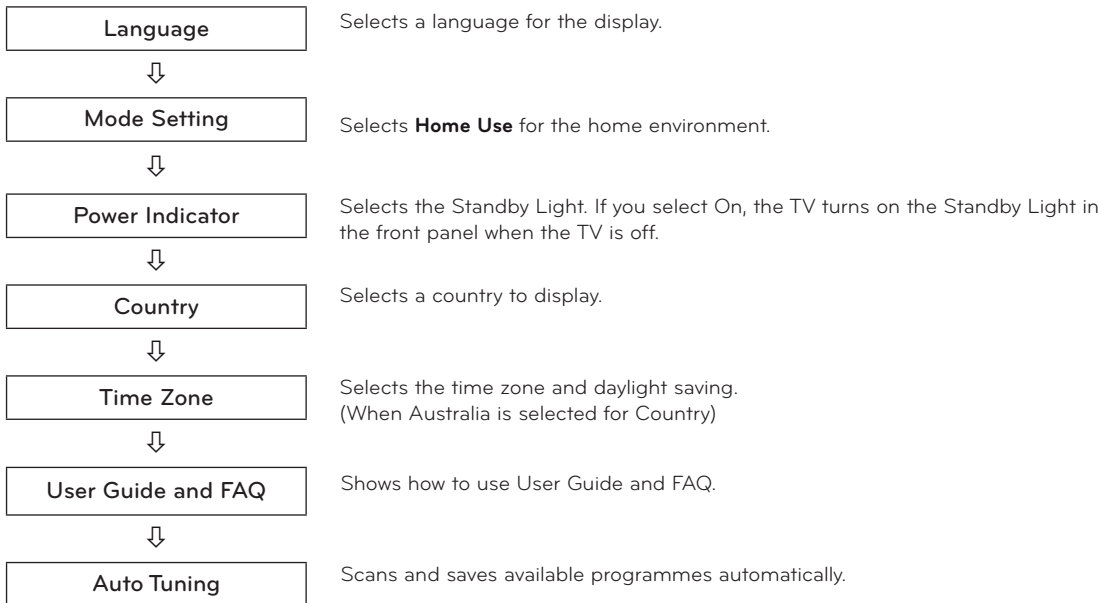 Language
Selects a language for the display.
Mode Setting
Selects Home Use for the home environment.
Power Indicator
Selects the Standby Light. If you select On, the TV turns on the Standby Light in
the front panel when the TV is off.
Country
Selects a country to display.
Time Zone
Selects the time zone and daylight saving.
(When Australia is selected for Country)
User Guide and FAQ
Shows how to use User Guide and FAQ.
Auto Tuning
Scans and saves available programmes automatically.